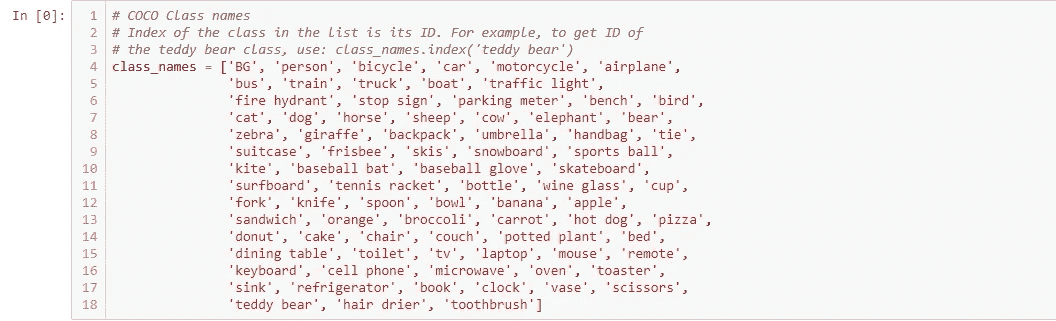 In [0]:
1 # COCO Class names
2 # Index of the class in the list is its ID. For example, to get ID of
3 # the teddy bear class, use: class_names.index('teddy bear')
4 class_names = ['BG', 'person', 'bicycle', 'car', 'motorcycle', 'airplane',
5 'bus', 'train', 'truck', 'boat', 'traffic light',
6 'fire hydrant', 'stop sign', 'parking meter', 'bench', 'bird',
7 'cat', 'dog', 'horse', 'sheep', 'cow', 'elephant', 'bear',
8 'zebra', 'giraffe', 'backpack', 'umbrella', 'handbag', 'tie',
9 'suitcase', 'frisbee', 'skis', 'snowboard', 'sports ball',
10 'kite', 'baseball bat', 'baseball glove', 'skateboard',
11 'surfboard', 'tennis racket', 'bottle', 'wine glass', 'cup',
12 'fork', 'knife', 'spoon', 'bowl', 'banana', 'apple',
13 'sandwich', 'orange', 'broccoli', 'carrot', 'hot dog', 'pizza',
14 'donut', 'cake', 'chair', 'couch', 'potted plant', 'bed',
15 'dining table', 'toilet', 'tv', 'laptop', 'mouse', 'remote',
16 'keyboard', 'cell phone', 'microwave', 'oven', 'toaster',
17 'sink', 'refrigerator', 'book', 'clock', 'vase', 'scissors',
18 'teddy bear', 'hair drier', 'toothbrush']